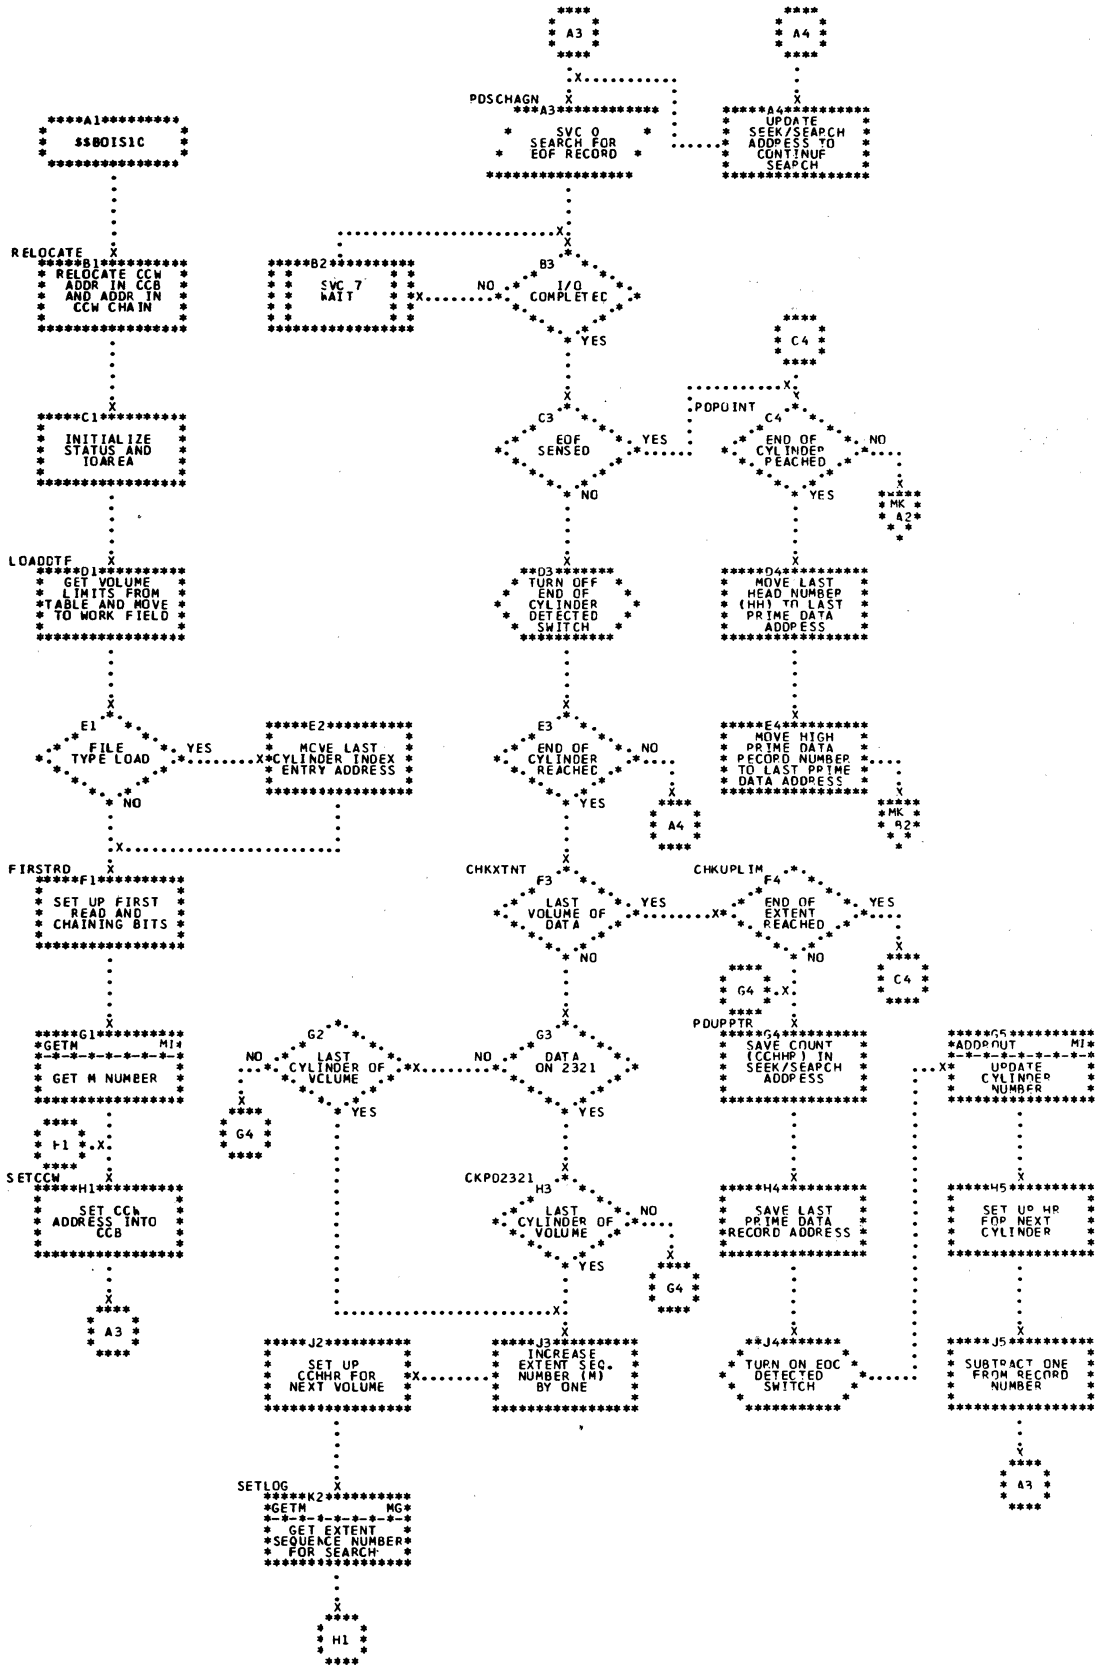 A3
A4
PDSCHAGN
A3
SVC 0
SEARCH FOR
EOF RECORD
A4
UPDATE
SEEK/SEARCH
ADDRESS TO
CONTINUE
SEARCH
A1
$$BOIS1C
RELOCATE
B1
RELOCATE CCW
ADDR IN CCB
AND ADDR IN
CCW CHAIN
B2
SVC 7
WAIT
NO
B3
I/O
COMPLETED
YES
C4
C1
INITIALIZE
STATUS AND
IOAREA
C3
EOF
SENSED
YES
NO
PDPOINT
C4
END OF
CYLINDER
REACHED
NO
YES
MK
A2
LOADDTF
D1
GET VOLUME
LIMITS FROM
TABLE AND MOVE
TO WORK FIELD
D3
TURN OFF
END OF
CYLINDER
DETECTED
SWITCH
D4
MOVE LAST
HEAD NUMBER
(HH) TO LAST
PRIME DATA
ADDRESS
E1
FILE
TYPE LOAD
YES
NO
E2
MOVE LAST
CYLINDER INDEX
ENTRY ADDRESS
E3
END OF
CYLINDER
REACHED
NO
YES
A4
E4
MOVE HIGH
PRIME DATA
RECORD NUMBER
TO LAST PRIME
DATA ADDRESS
MK
B2
FIRSTRD
F1
SET UP FIRST
READ AND
CHAINING BITS
CHKXTNT
F3
LAST
VOLUME OF
DATA
YES
NO
CHKUPLIM
F4
END OF
EXTENT
REACHED
YES
NO
C4
G4
G1
GETM MI
GET M NUMBER
G2
LAST
CYLINDER OF
VOLUME
NO
YES
G4
G3
DATA
ON 2321
NO
YES
PDUPPTR
G4
SAVE COUNT
(CCHHR) IN
SEEK/SEARCH
ADDRESS
G5
ADDROUT MI
UPDATE
CYLINDER
NUMBER
H1
SETCCW
H1
SET CCW
ADDRESS INTO
CCB
CKPD2321
H3
LAST
CYLINDER OF
VOLUME
NO
YES
G4
H4
SAVE LAST
PRIME DATA
RECORD ADDRESS
H5
SET UP HR
FOR NEXT
CYLINDER
A3
J2
SET UP
CCHHR FOR
NEXT VOLUME
J3
INCREASE
EXTENT SEQ.
NUMBER (M)
BY ONE
J4
TURN ON EOC
DETECTED
SWITCH
J5
SUBTRACT ONE
FROM RECORD
NUMBER
A3
SETLOG
K2
GETM MG
GET EXTENT
SEQUENCE NUMBER
FOR SEARCH
H1